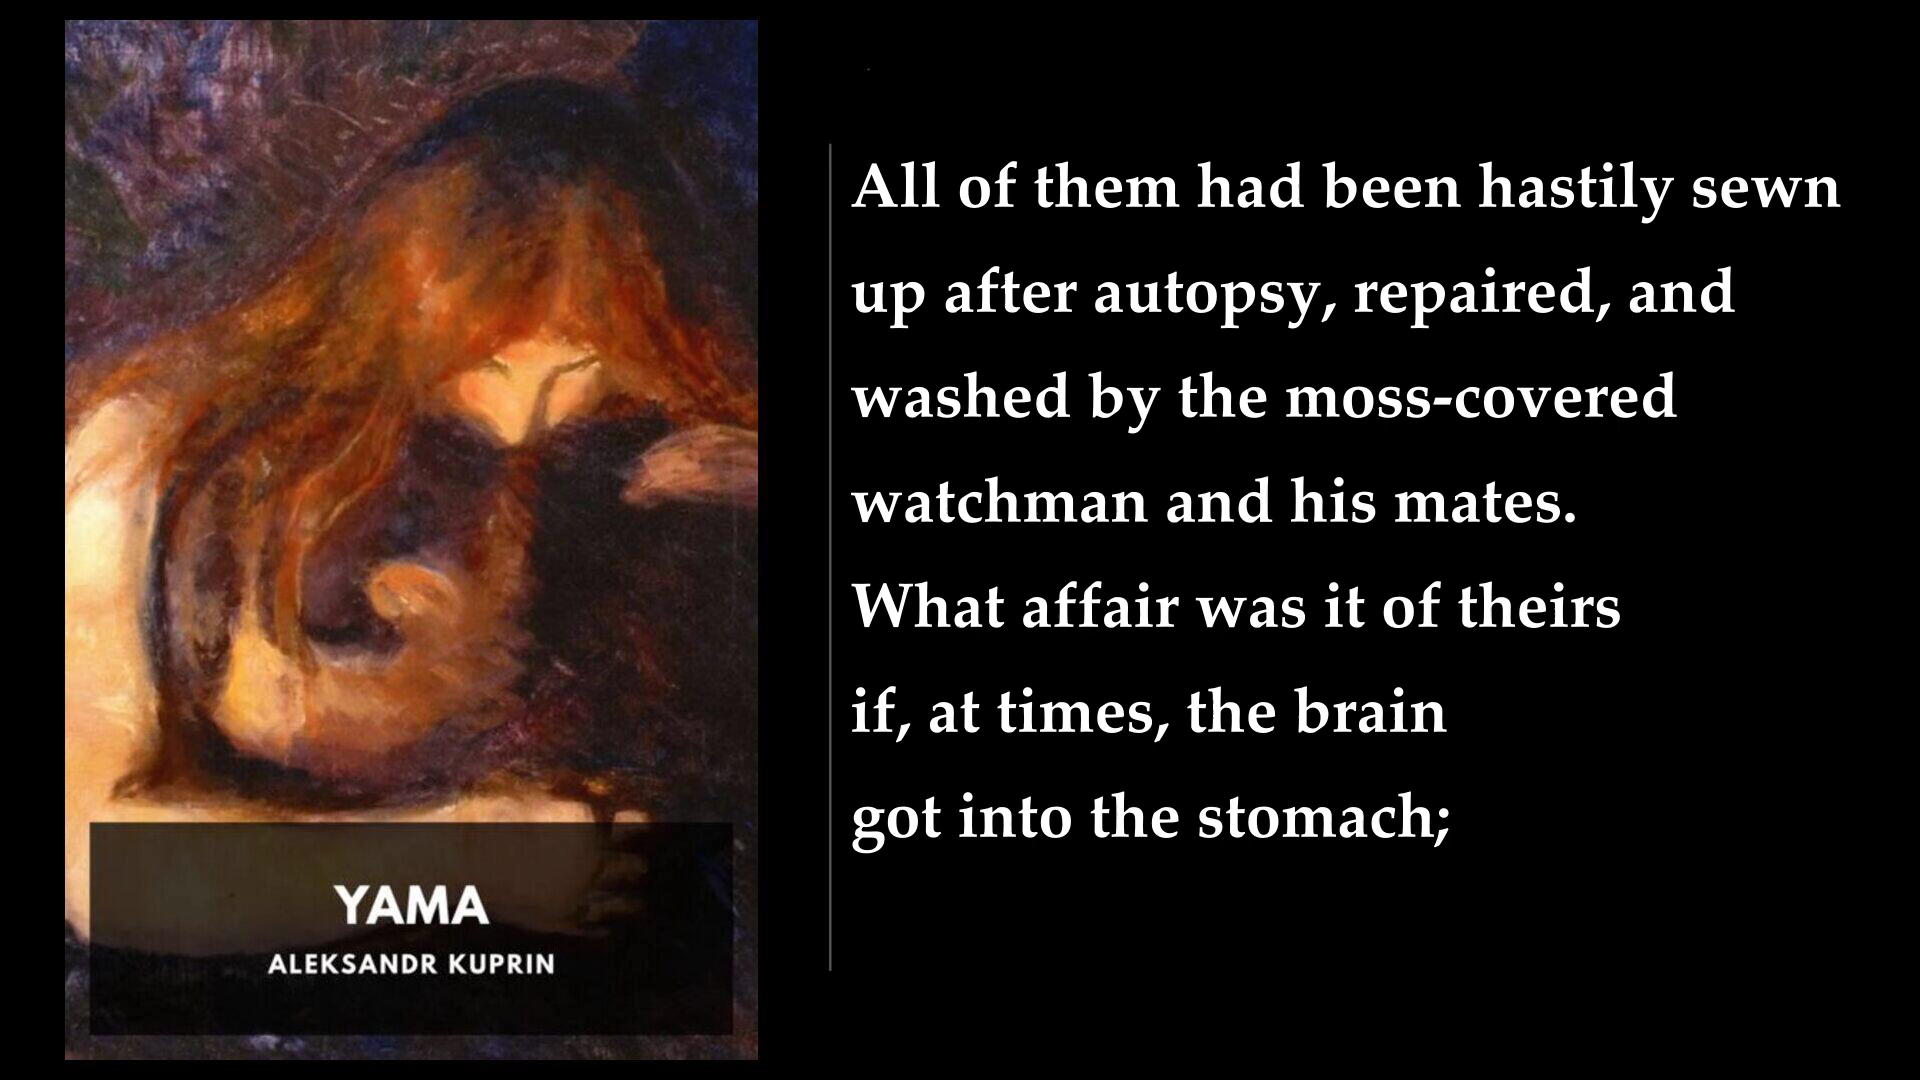 YAMA
ALEKSANDR KUPRIN
All of them had been hastily sewn
up after autopsy, repaired, and
washed by the moss-covered
watchman and his mates.
What affair was it of theirs
if, at times, the brain
got into the stomach;